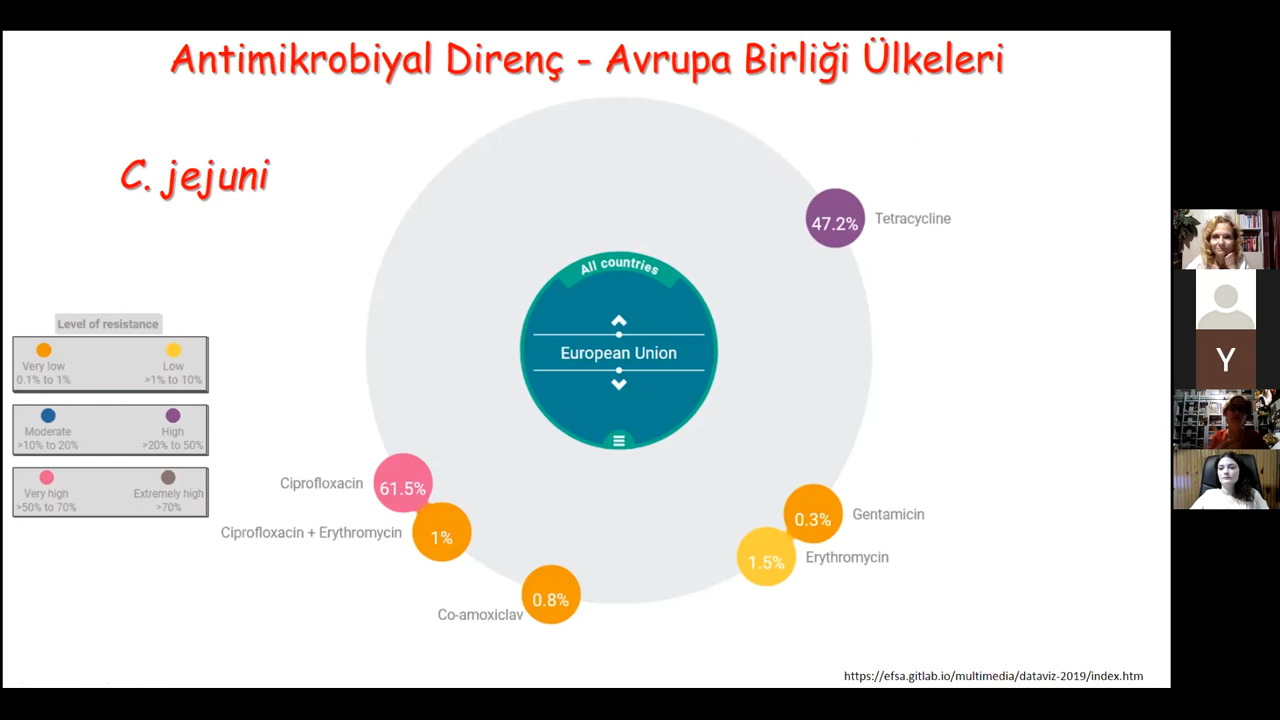 Antimikrobiyal Direnç - Avrupa Birliği Ülkeleri
C. jejuni
All countries
European Union
47.2%
Tetracycline
Level of resistance
Very low
0.1% to 1%
Low
>1% to 10%
Moderate
>10% to 20%
High
>20% to 50%
Very high
>50% to 70%
Extremely high
>70%
Ciprofloxacin
61.5%
Ciprofloxacin + Erythromycin
1%
Co-amoxiclav
0.8%
0.3%
Gentamicin
1.5%
Erythromycin
https://efsa.gitlab.io/multimedia/dataviz-2019/index.htm
Y